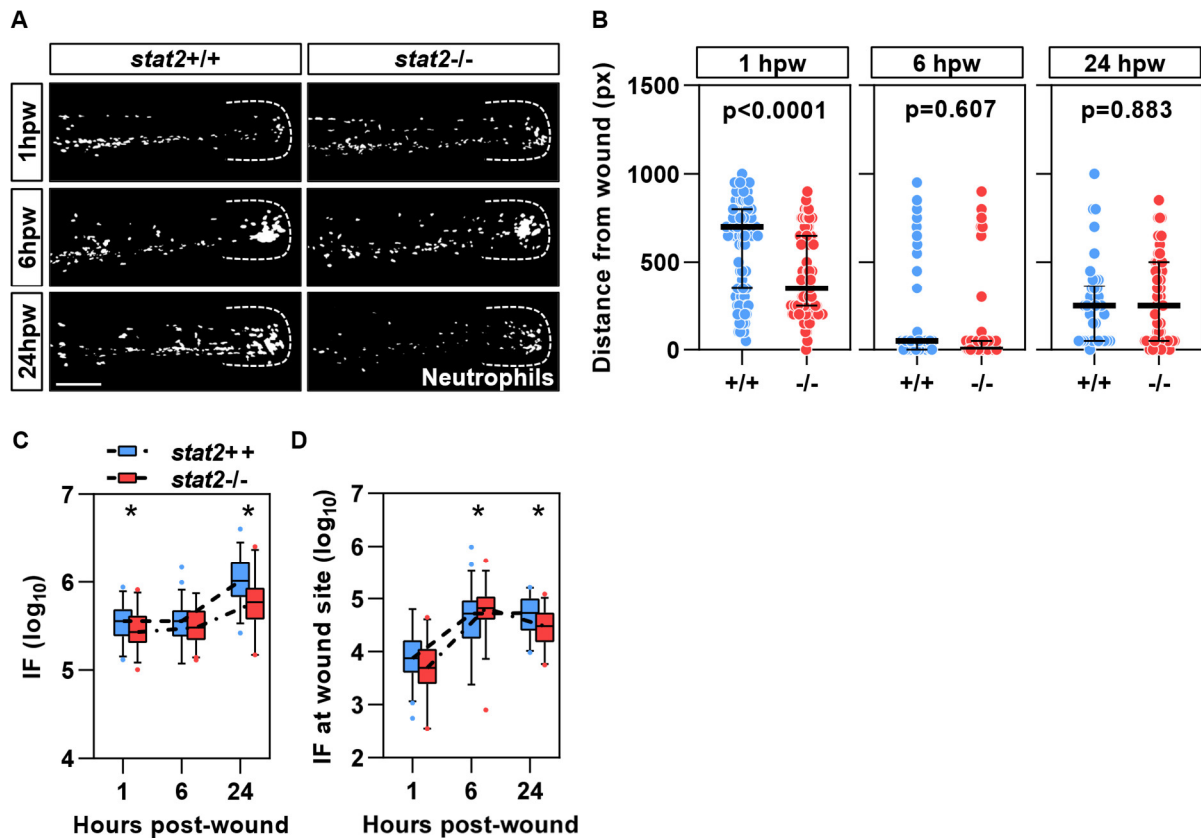 A
stat2+/+ stat2-/-
1hpw
6hpw
24hpw
Neutrophils
B
1 hpw 6 hpw 24 hpw
Distance from wound (px)
1500
1000
500
0
p<0.0001 p=0.607 p=0.883
+/+ -/- +/+ -/- +/+ -/-
C
stat2++
stat2-/-
IF (log10)
7
6
5
4
* *
1 6 24
Hours post-wound
D
IF at wound site (log10)
7
6
5
4
3
2
* *
1 6 24
Hours post-wound